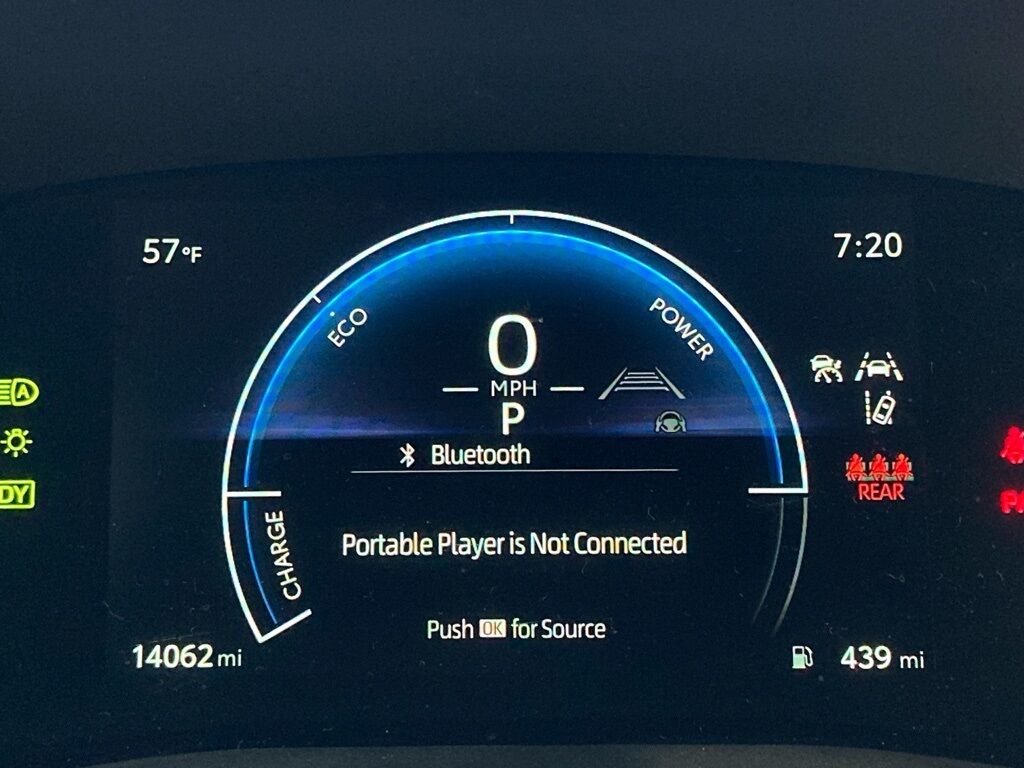 57°F
7:20
ECO
POWER
0
MPH
P
A
Bluetooth
DY
REAR
CHARGE
Portable Player is Not Connected
Push OK for Source
14062 mi
439 mi